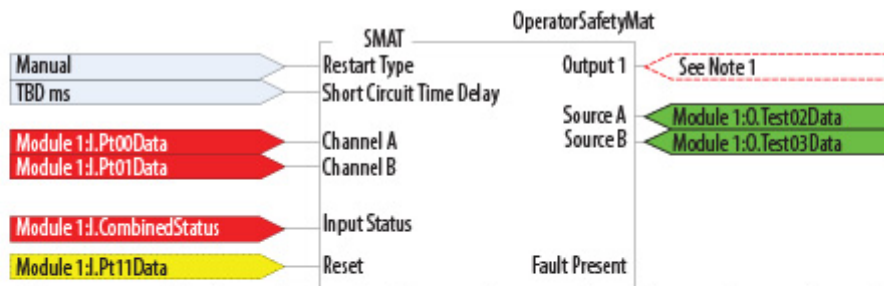 OperatorSafetyMat
SMAT
Manual
Restart Type
Output 1
See Note 1
TBD ms
Short Circuit Time Delay
Source A
Module 1:O.Test02Data
Module 1:I.Pt00Data
Channel A
Source B
Module 1:O.Test03Data
Module 1:I.Pt01Data
Channel B
Module 1:I.CombinedStatus
Input Status
Module 1:I.Pt11Data
Reset
Fault Present